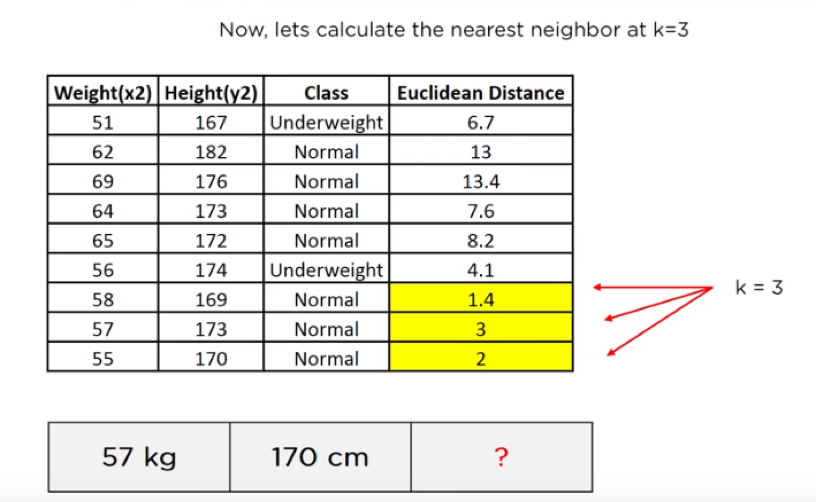 Now, lets calculate the nearest neighbor at k=3
Weight(x2) Height(y2) Class Euclidean Distance
51 167 Underweight 6.7
62 182 Normal 13
69 176 Normal 13.4
64 173 Normal 7.6
65 172 Normal 8.2
56 174 Underweight 4.1
58 169 Normal 1.4
57 173 Normal 3
55 170 Normal 2
k = 3
57 kg 170 cm ?